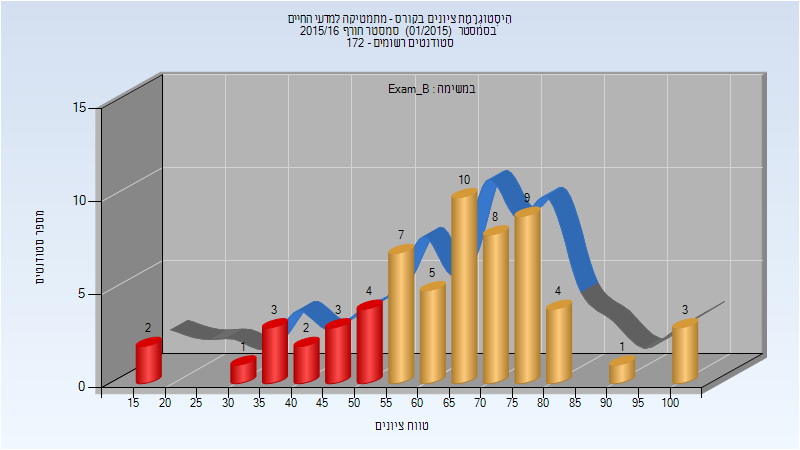 היסטוגרמת ציונים בקורס - מתמטיקה למדעי החיים
בסמסטר (01/2015) סמסטר חורף 2015/16
סטודנטים רשומים - 172
במשימה : Exam_B
מספר סטודנטים
15
10
5
0
2
1
3
2
3
4
7
5
10
8
9
4
1
3
15 20 25 30 35 40 45 50 55 60 65 70 75 80 85 90 95 100
טווח ציונים